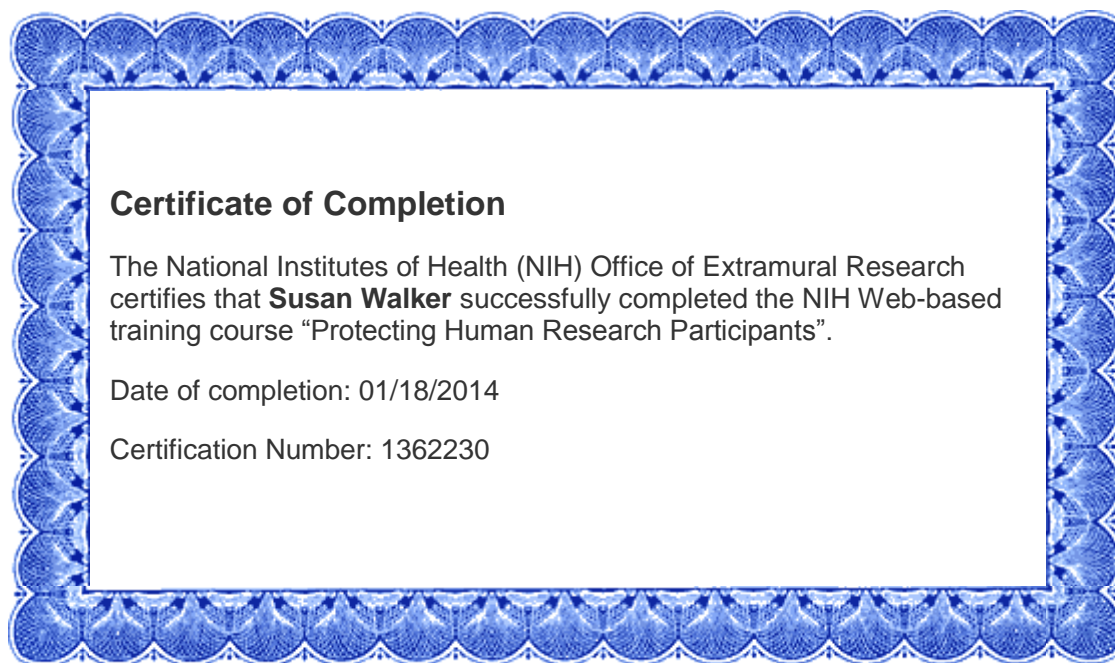 Certificate of Completion
The National Institutes of Health (NIH) Office of Extramural Research
certifies that Susan Walker successfully completed the NIH Web-based
training course “Protecting Human Research Participants”.
Date of completion: 01/18/2014
Certification Number: 1362230